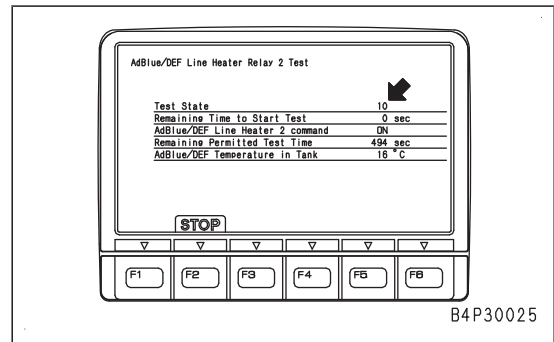 AdBlue/DEF Line Heater Relay 2 Test
Test State 10
Remaining Time to Start Test 0 sec
AdBlue/DEF Line Heater 2 command ON
Remaining Permitted Test Time 494 sec
AdBlue/DEF Temperature in Tank 16 °C
STOP
F1 F2 F3 F4 F5 F6
B4P30025